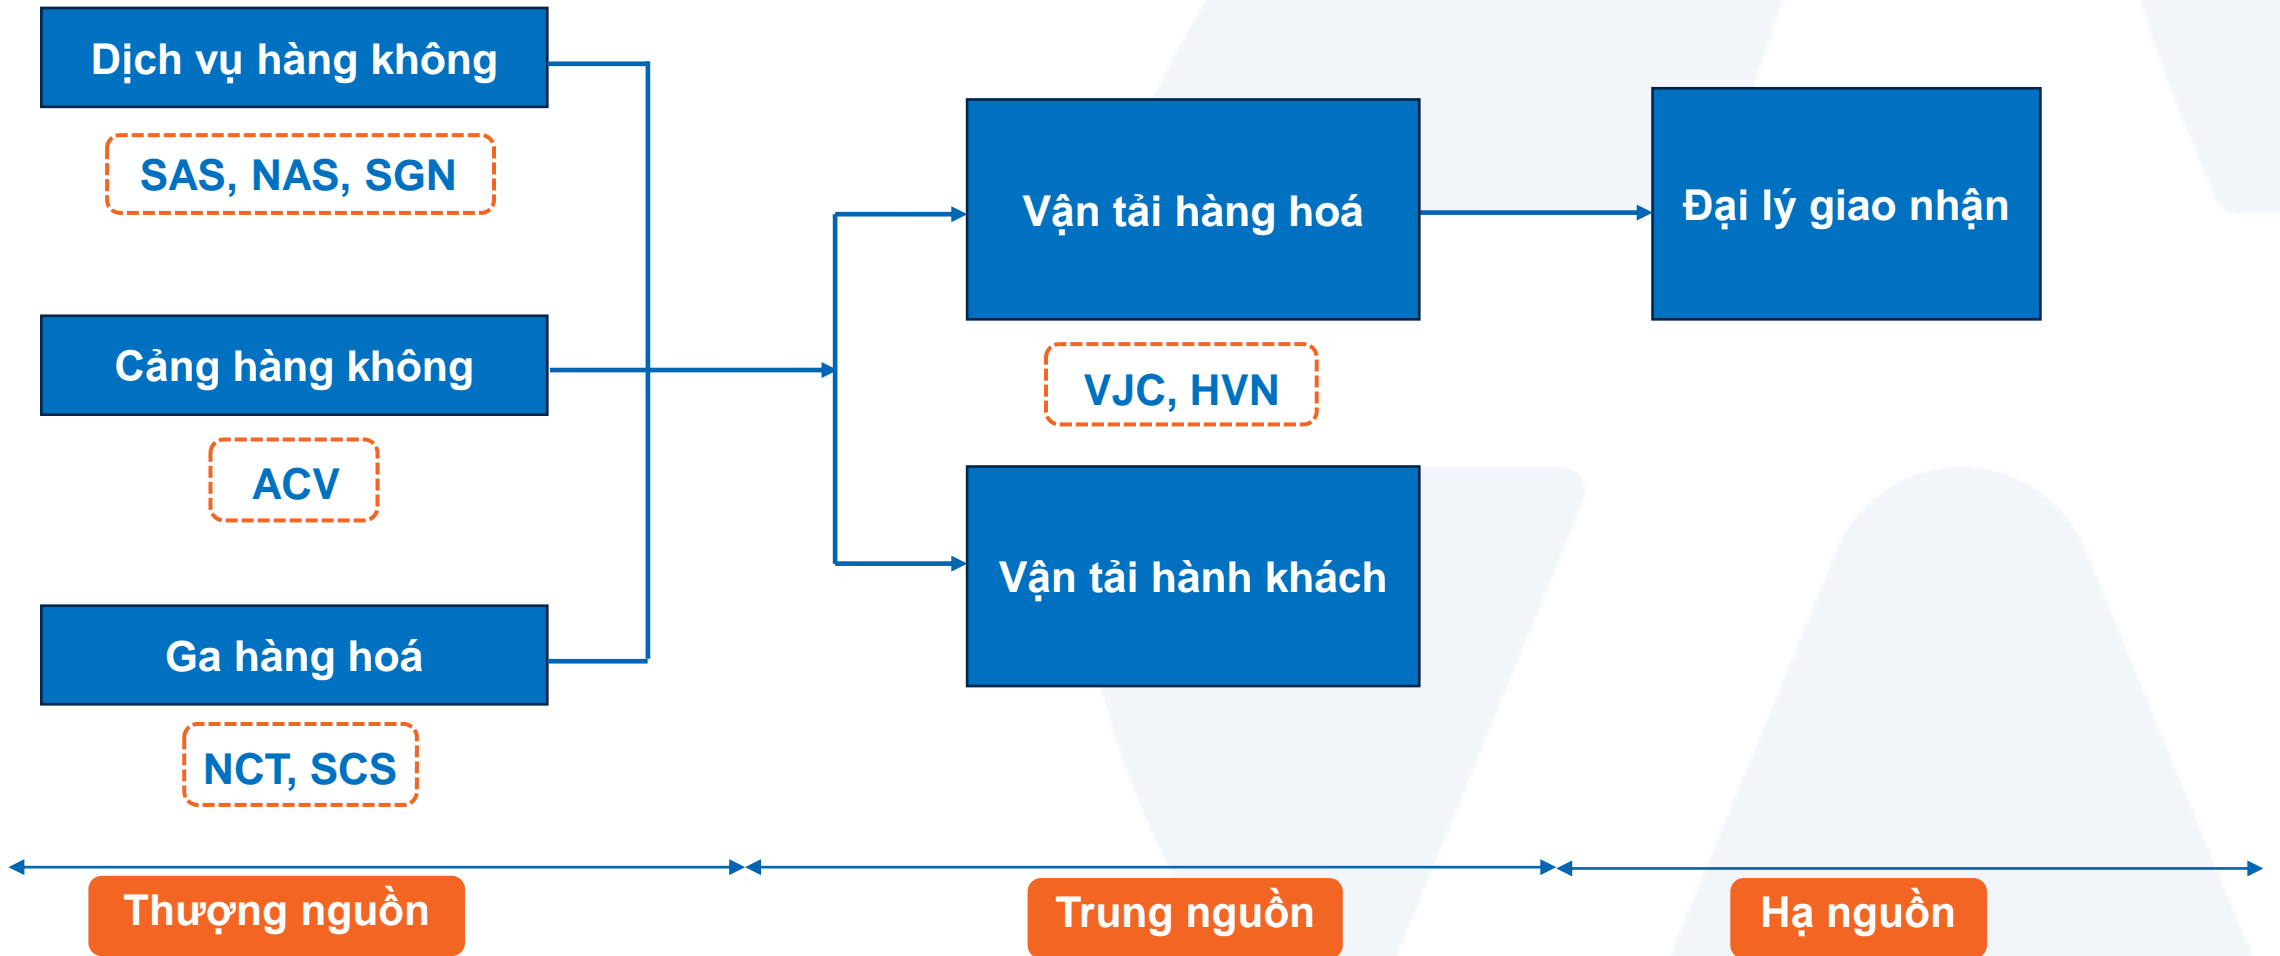 Dịch vụ hàng không
SAS, NAS, SGN
Cảng hàng không
ACV
Ga hàng hoá
NCT, SCS
Vận tải hàng hoá
VJC, HVN
Vận tải hành khách
Đại lý giao nhận
Thượng nguồn
Trung nguồn
Hạ nguồn